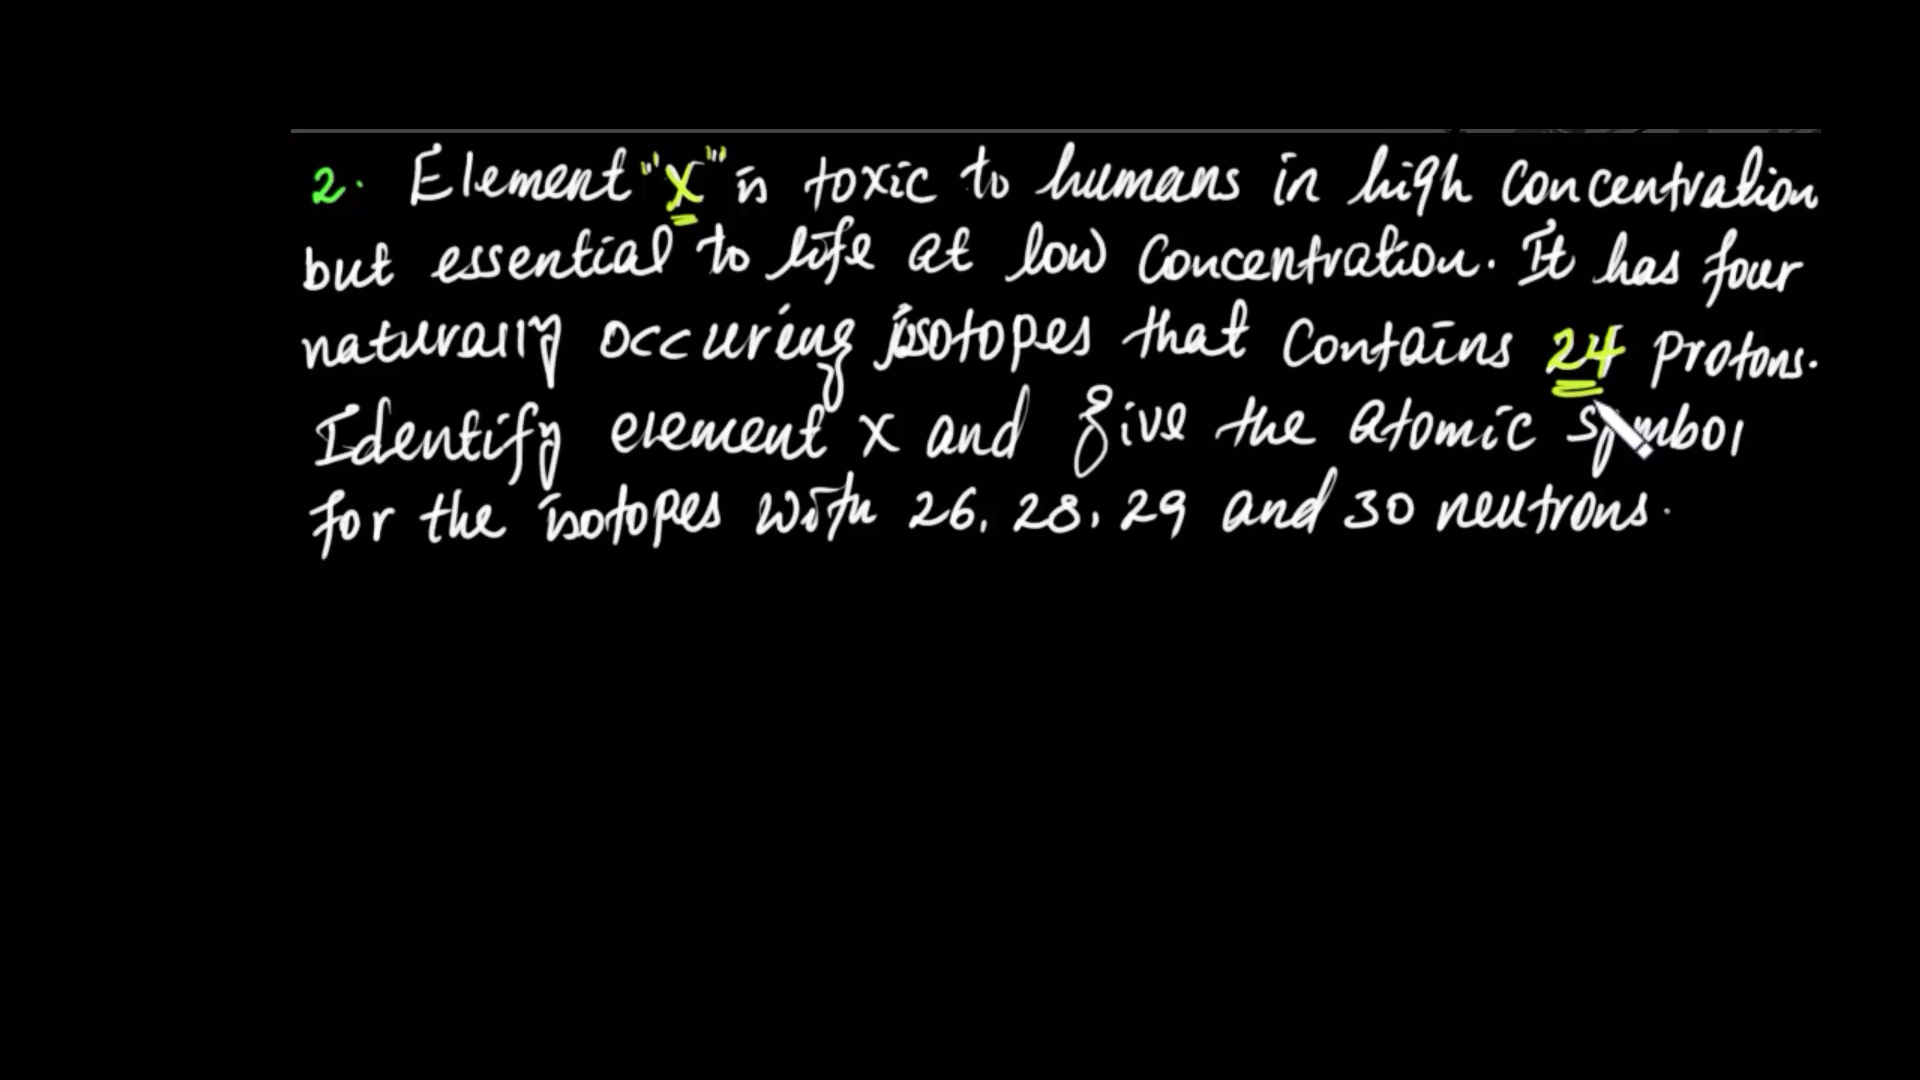 2. Element "X" is toxic to humans in high concentration
but essential to life at low concentration. It has four
naturally occuring isotopes that contains 24 protons.
Identify element X and give the atomic symbol
for the isotopes with 26, 28, 29 and 30 neutrons.